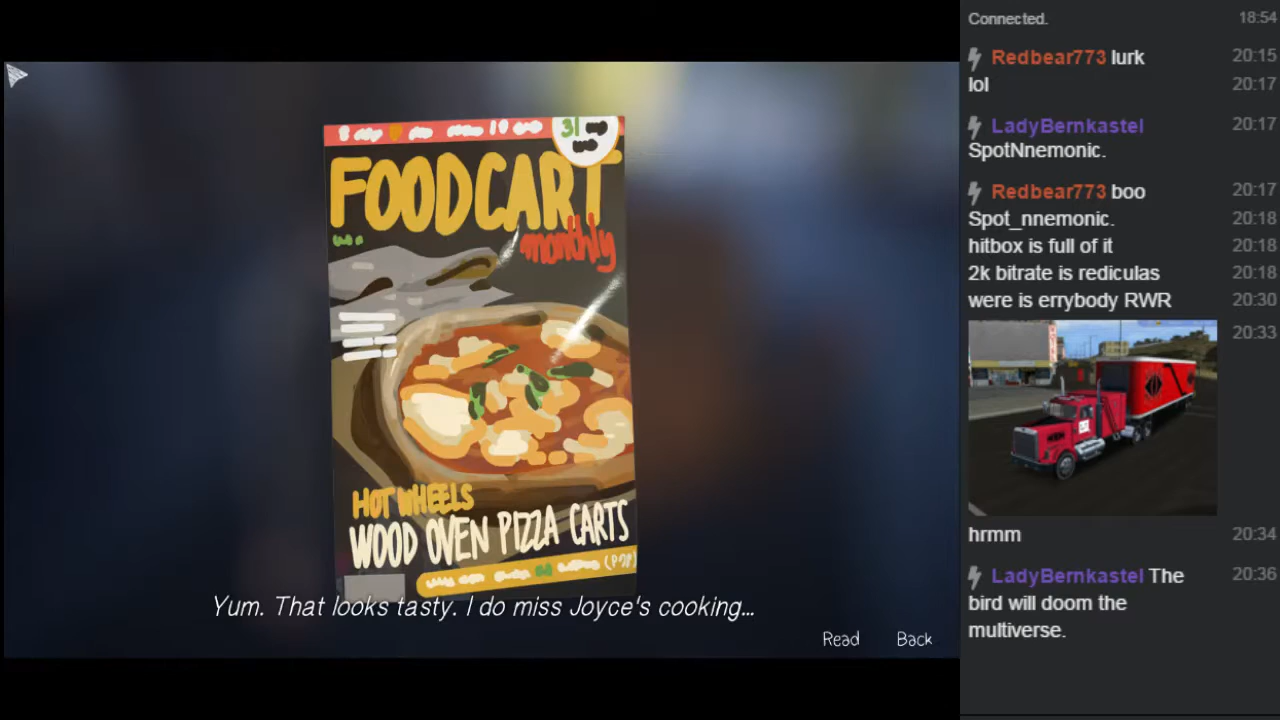 31
FOODCART
monthly
HOT WHEELS
WOOD OVEN PIZZA CARTS
Yum. That looks tasty. I do miss Joyce's cooking...
Read Back
Connected. 18:54
Redbear773 lurk 20:15
lol 20:17
LadyBernkastel 20:17
SpotNnemonic.
Redbear773 boo 20:17
Spot_nnemonic. 20:18
hitbox is full of it 20:18
2k bitrate is rediculas 20:18
were is errybody RWR 20:30
20:33
hrmm 20:34
LadyBernkastel The 20:36
bird will doom the
multiverse.